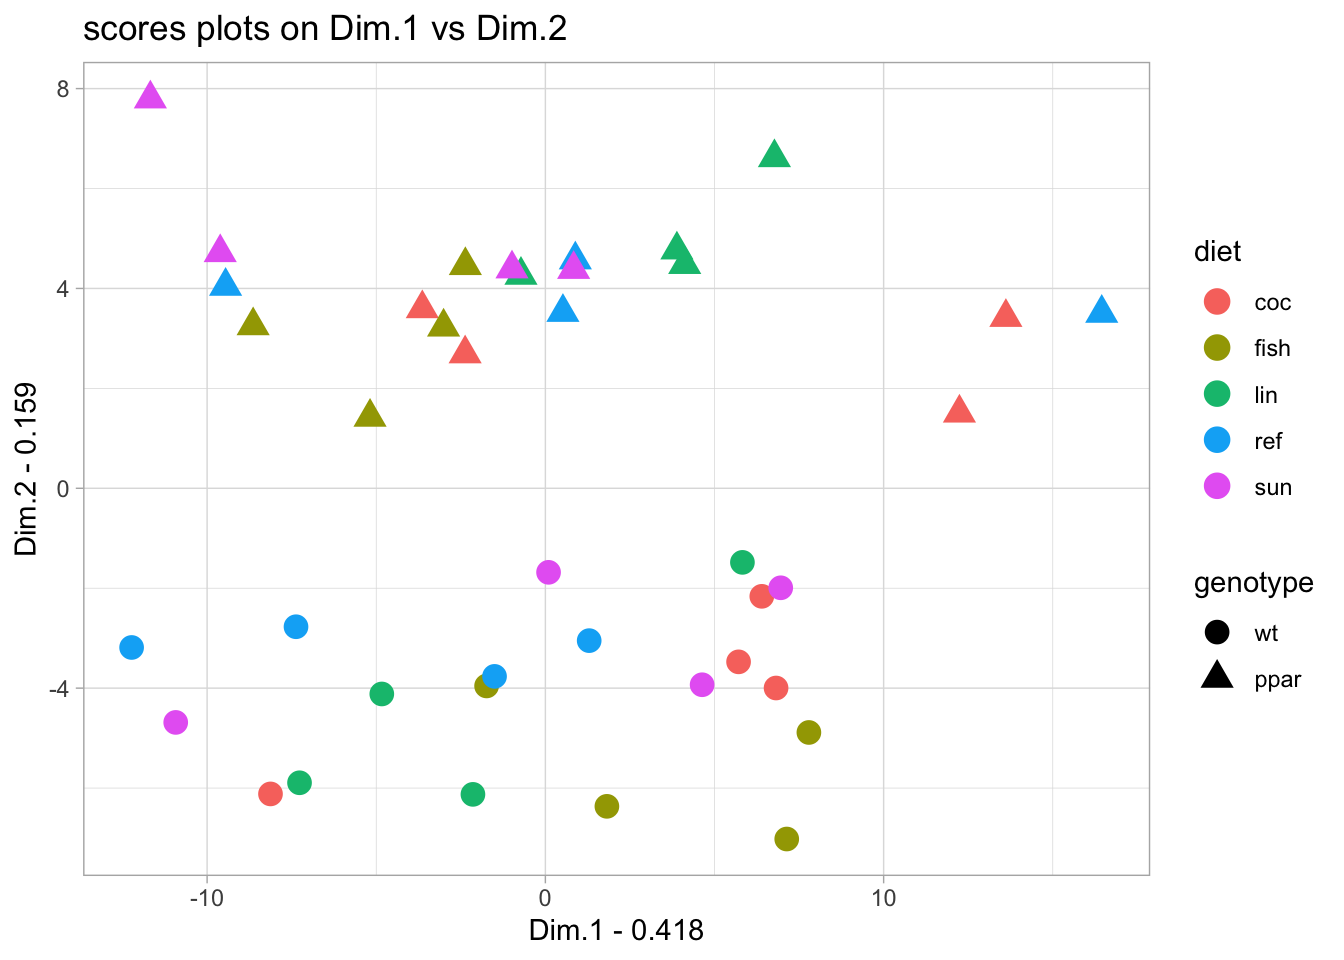 scores plots on Dim.1 vs Dim.2
8
4
0
-4
Dim.2 - 0.159
-10
0
10
Dim.1 - 0.418
diet
coc
fish
lin
ref
sun
genotype
wt
ppar